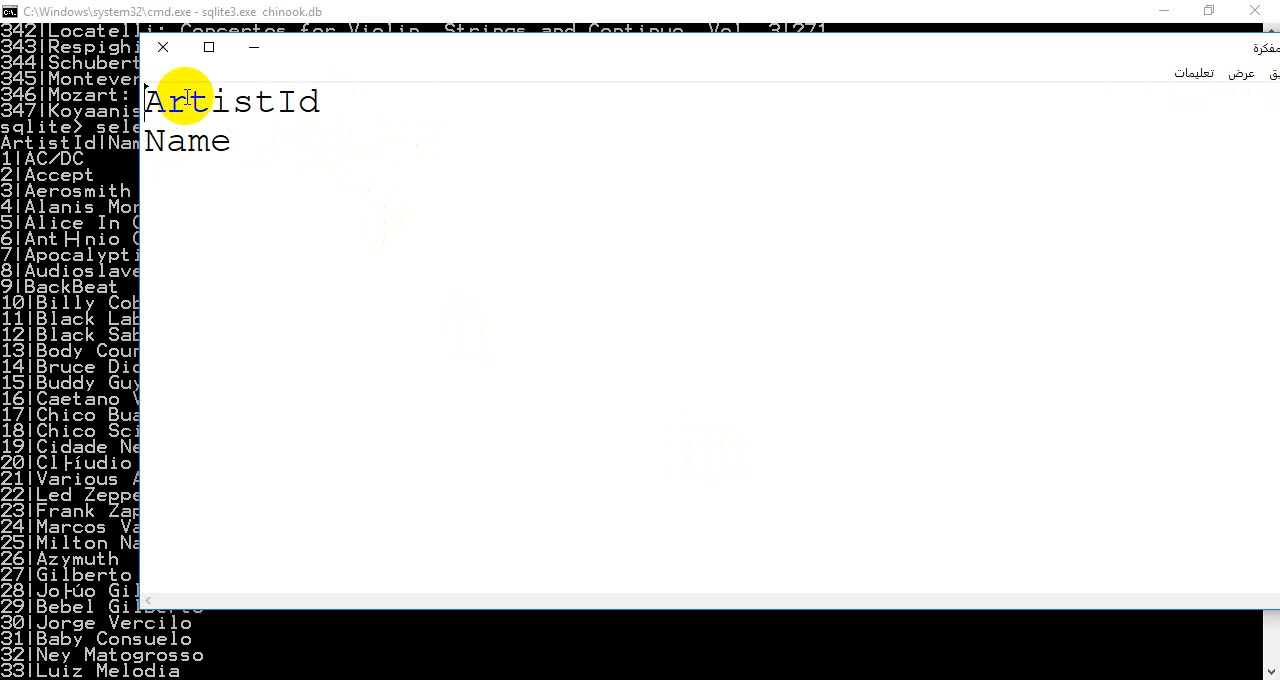 C:\Windows\system32\cmd.exe - sqlite3.exe chinook.db
342|Locatelli: Concertos for Violin, Strings and Continuo, Vol. 3|271
343|Respighi
344|Schubert
345|Montever
346|Mozart:
347|Koyaanis
sqlite> sele
ArtistId|Nam
1|AC/DC
2|Accept
3|Aerosmith
4|Alanis Mor
5|Alice In C
6|Ant├┤nio C
7|Apocalypti
8|Audioslave
9|BackBeat
10|Billy Cob
11|Black Lab
12|Black Sab
13|Body Coun
14|Bruce Dic
15|Buddy Guy
16|Caetano V
17|Chico Bua
18|Chico Sci
19|Cidade Ne
20|Cl├íudio
21|Various A
22|Led Zeppe
23|Frank Zap
24|Marcos Va
25|Milton Na
26|Azymuth
27|Gilberto
28|Jo├úo Gil
29|Bebel Gilberto
30|Jorge Vercilo
31|Baby Consuelo
32|Ney Matogrosso
33|Luiz Melodia
مفكرة
عرض تعليمات
ArtistId
Name